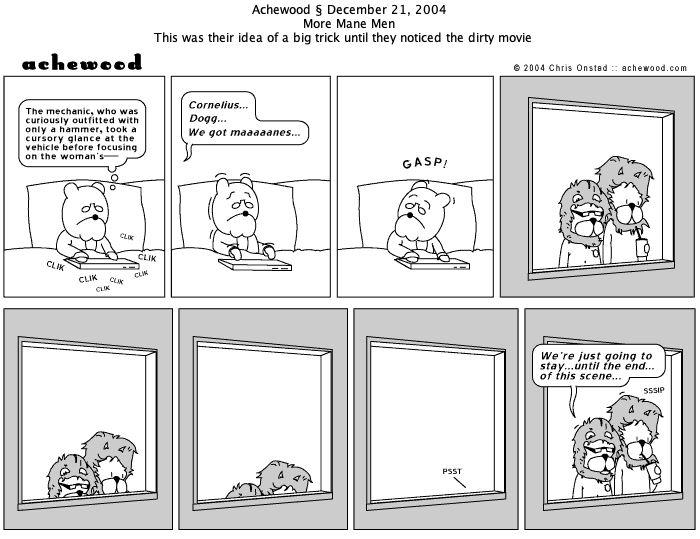 Achewood § December 21, 2004
More Mane Men
This was their idea of a big trick until they noticed the dirty movie
achewood
© 2004 Chris Onstad :: achewood.com
The mechanic, who was
curiously outfitted with
only a hammer, took a
cursory glance at the
vehicle before focusing
on the woman's—
CLIK
CLIK
CLIK
CLIK
CLIK
CLIK
Cornelius...
Dogg...
We got maaaaanes...
GASP!
PSST
We're just going to
stay...until the end...
of this scene...
SSSIP